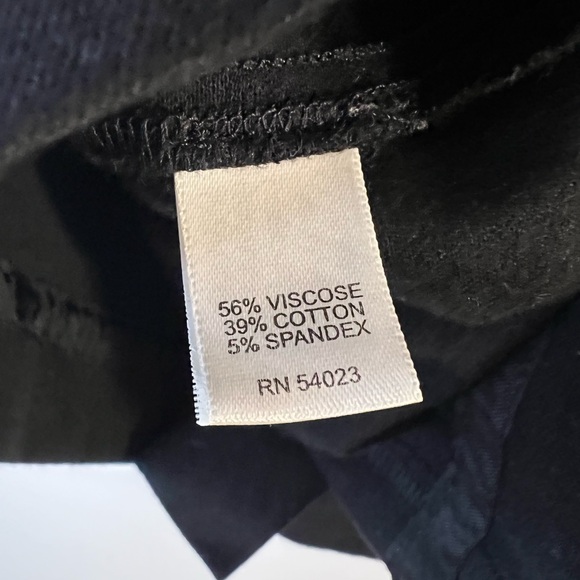 56% VISCOSE
39% COTTON
5% SPANDEX
RN 54023